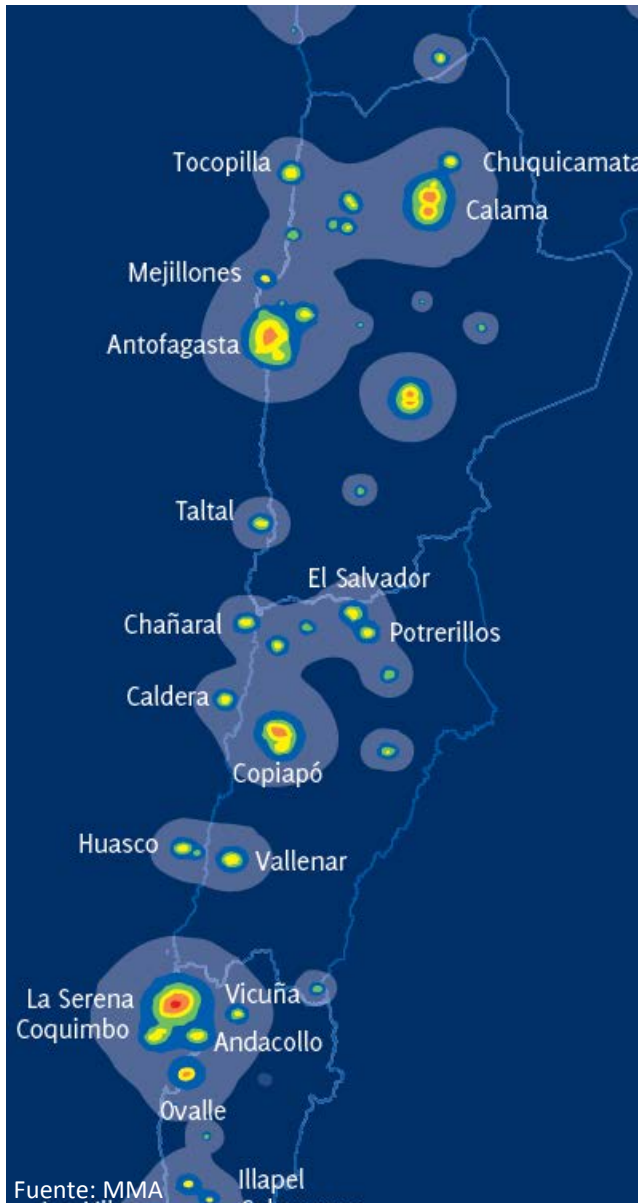 Tocopilla
Chuquicamata
Calama
Mejillones
Antofagasta
Taltal
El Salvador
Chañaral
Potrerillos
Caldera
Copiapó
Huasco
Vallenar
La Serena
Vicuña
Coquimbo
Andacollo
Ovalle
Illapel
Fuente: MMA